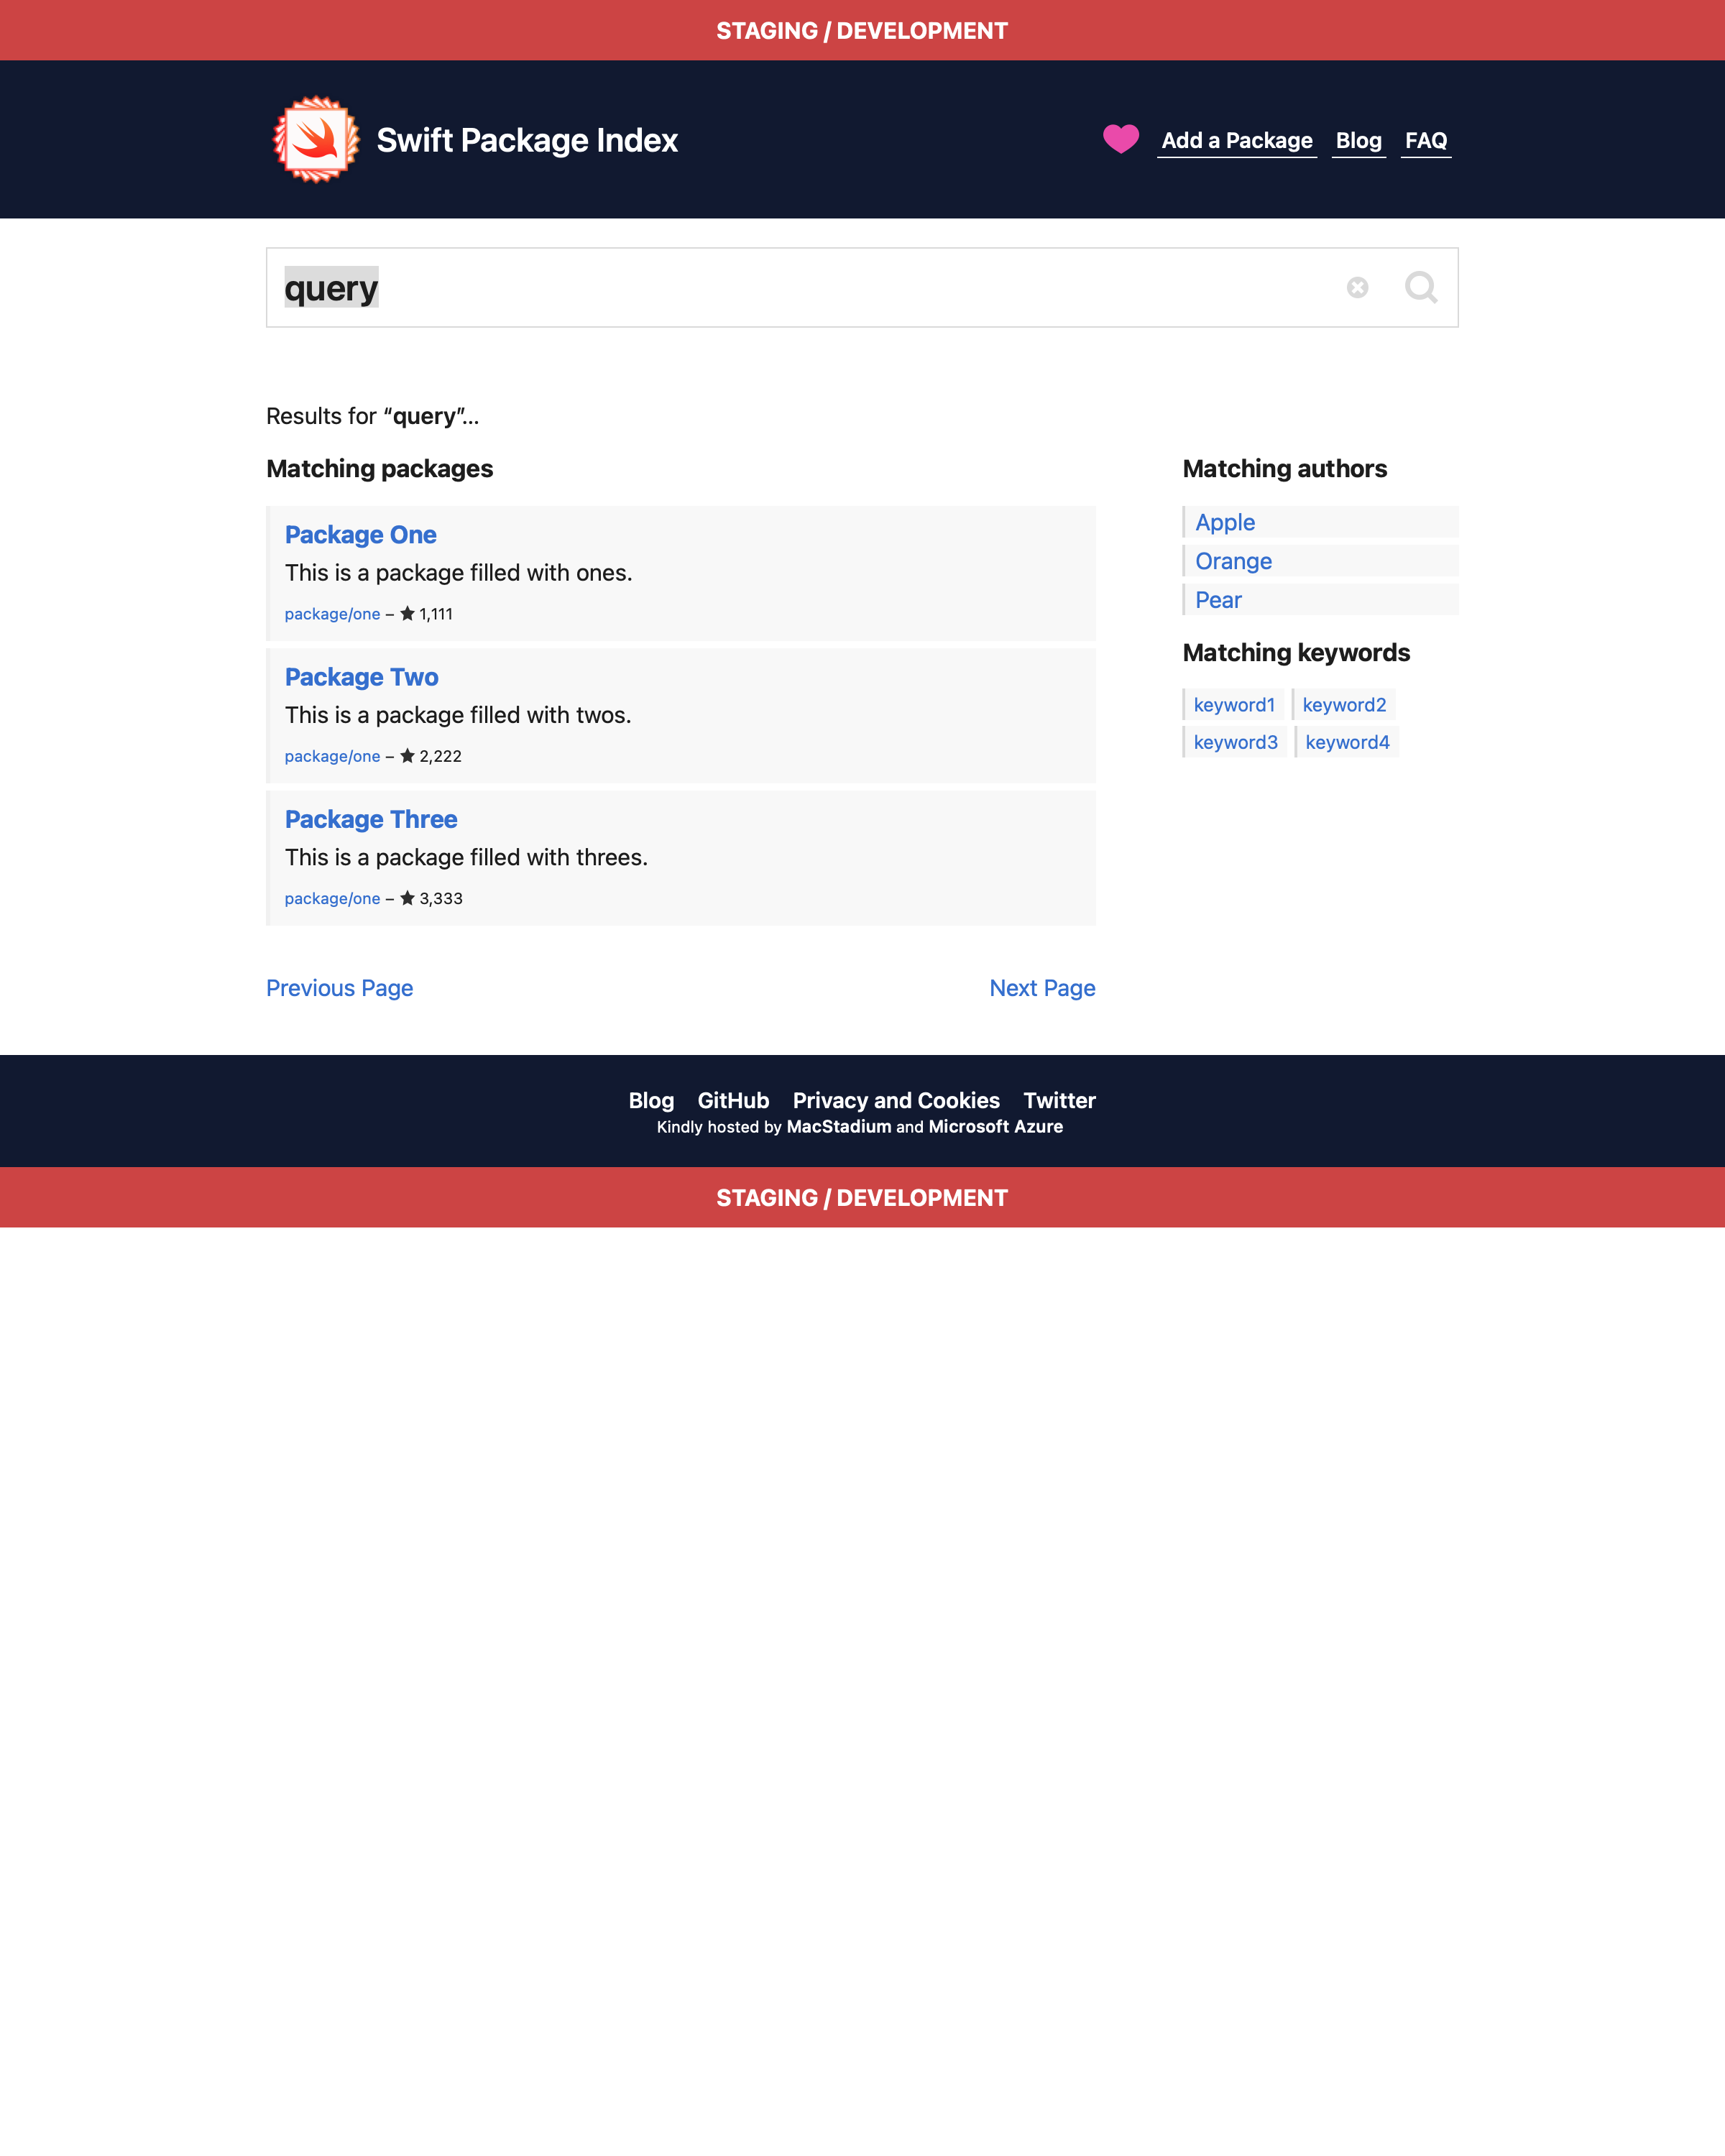 STAGING / DEVELOPMENT
Swift Package Index
Add a Package Blog FAQ
query
Results for “query”...
Matching packages
Package One
This is a package filled with ones.
package/one – ★ 1,111
Package Two
This is a package filled with twos.
package/one – ★ 2,222
Package Three
This is a package filled with threes.
package/one – ★ 3,333
Previous Page Next Page
Matching authors
Apple
Orange
Pear
Matching keywords
keyword1 keyword2
keyword3 keyword4
Blog GitHub Privacy and Cookies Twitter
Kindly hosted by MacStadium and Microsoft Azure
STAGING / DEVELOPMENT